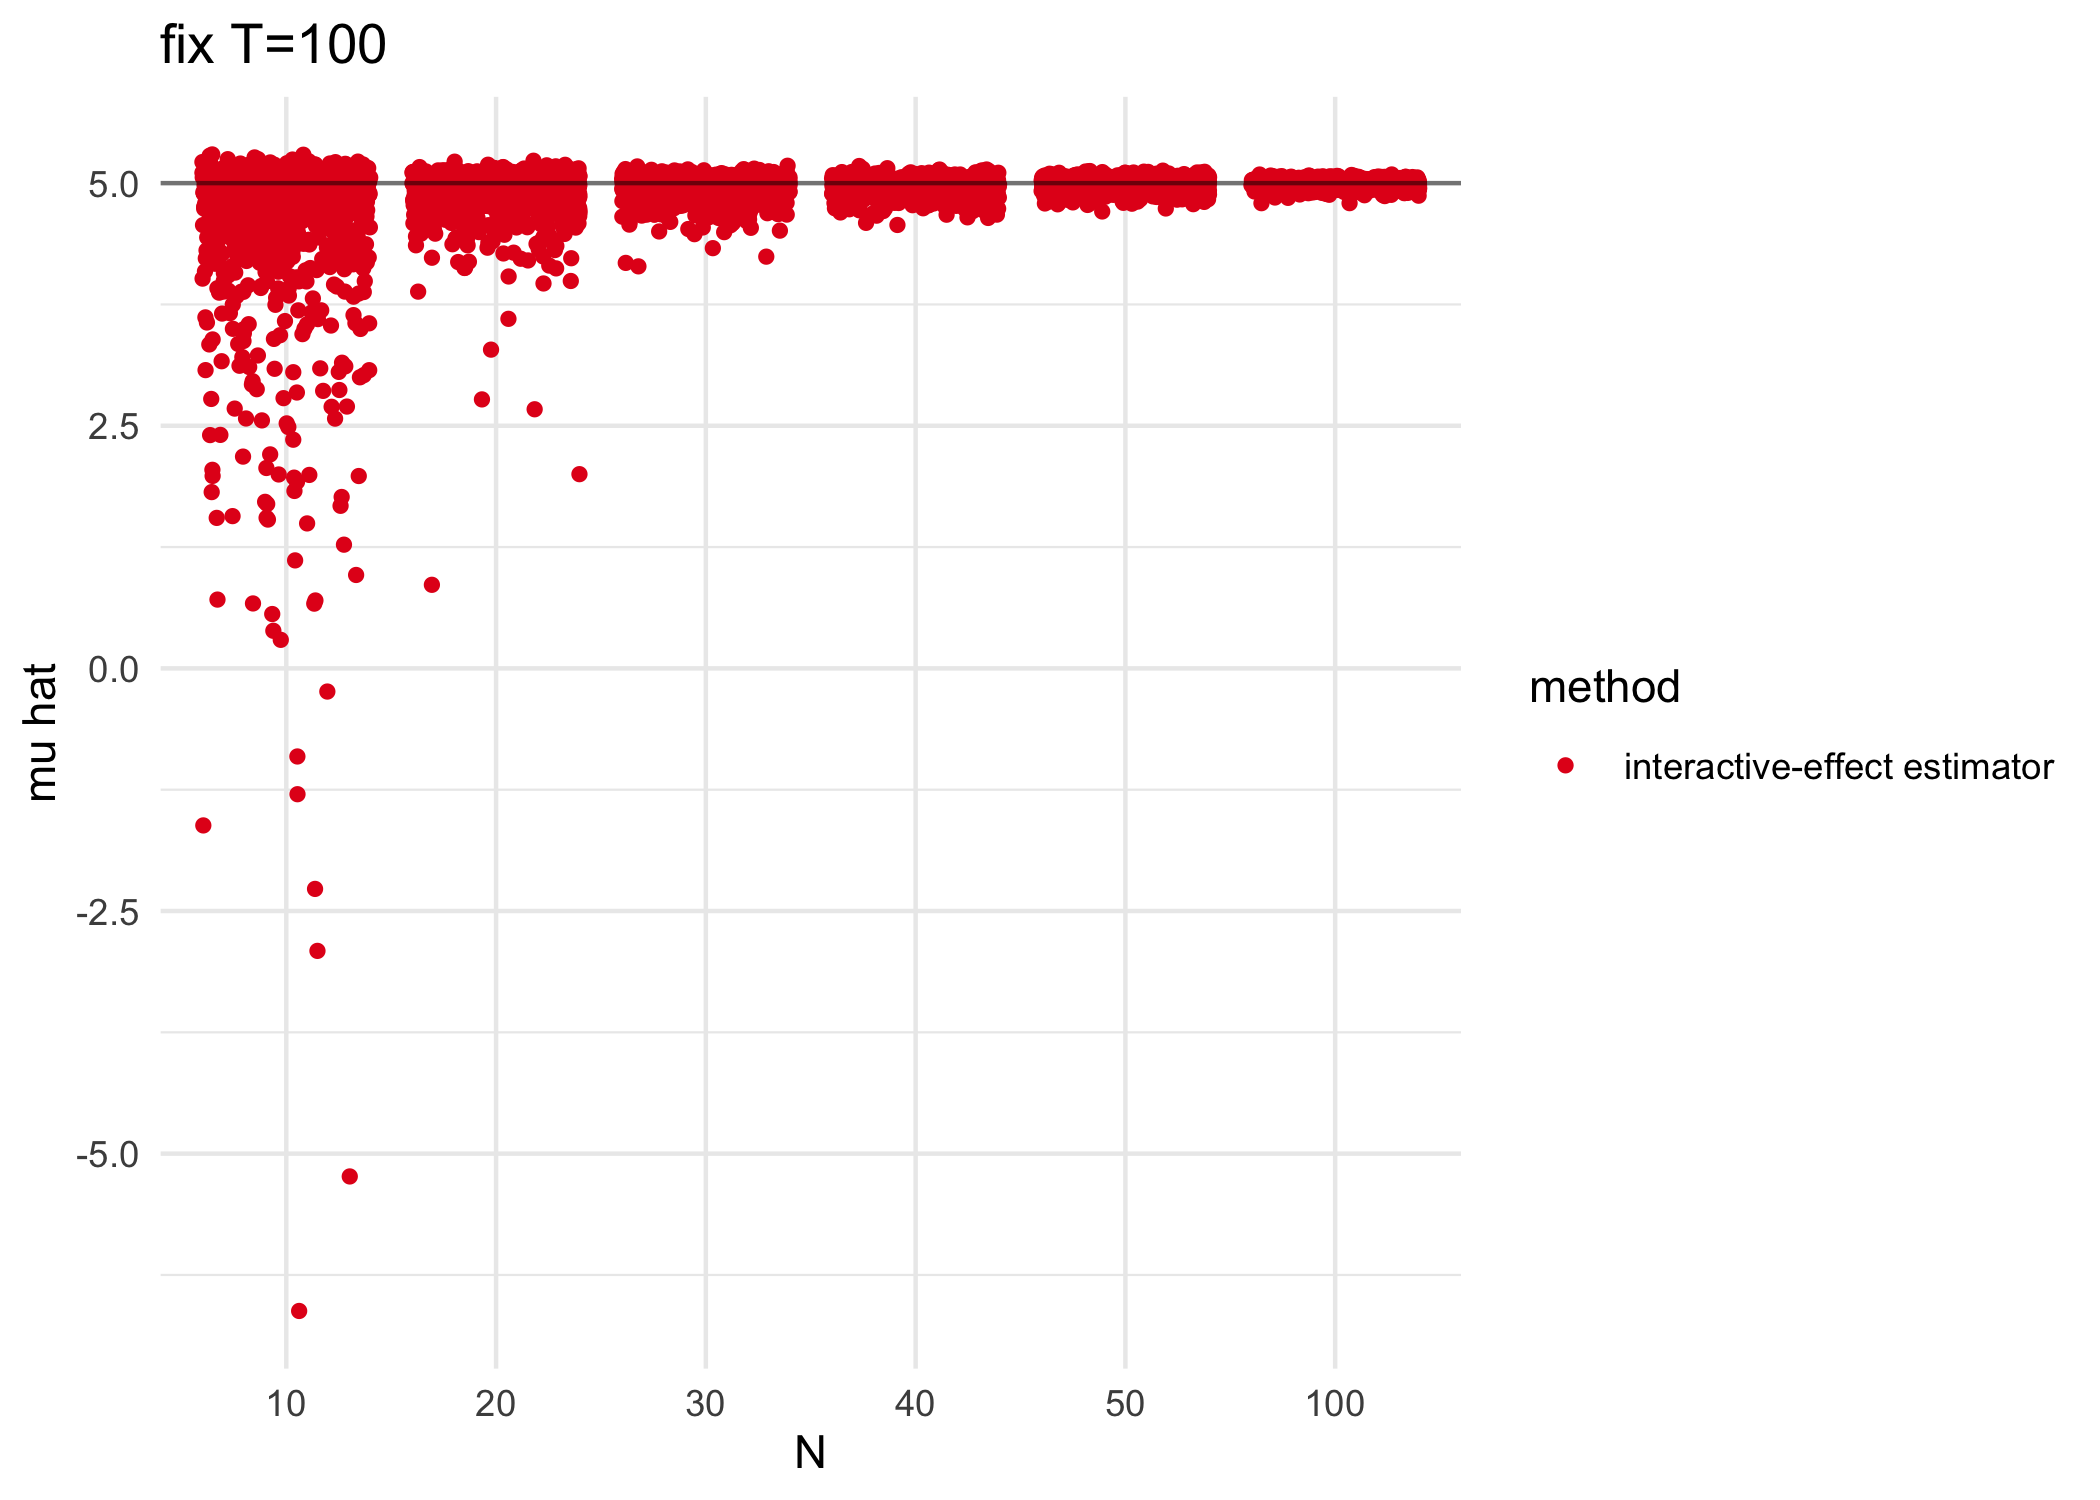 fix T=100
5.0
2.5
0.0
-2.5
-5.0
mu hat
10 20 30 40 50 100
N
method
interactive-effect estimator